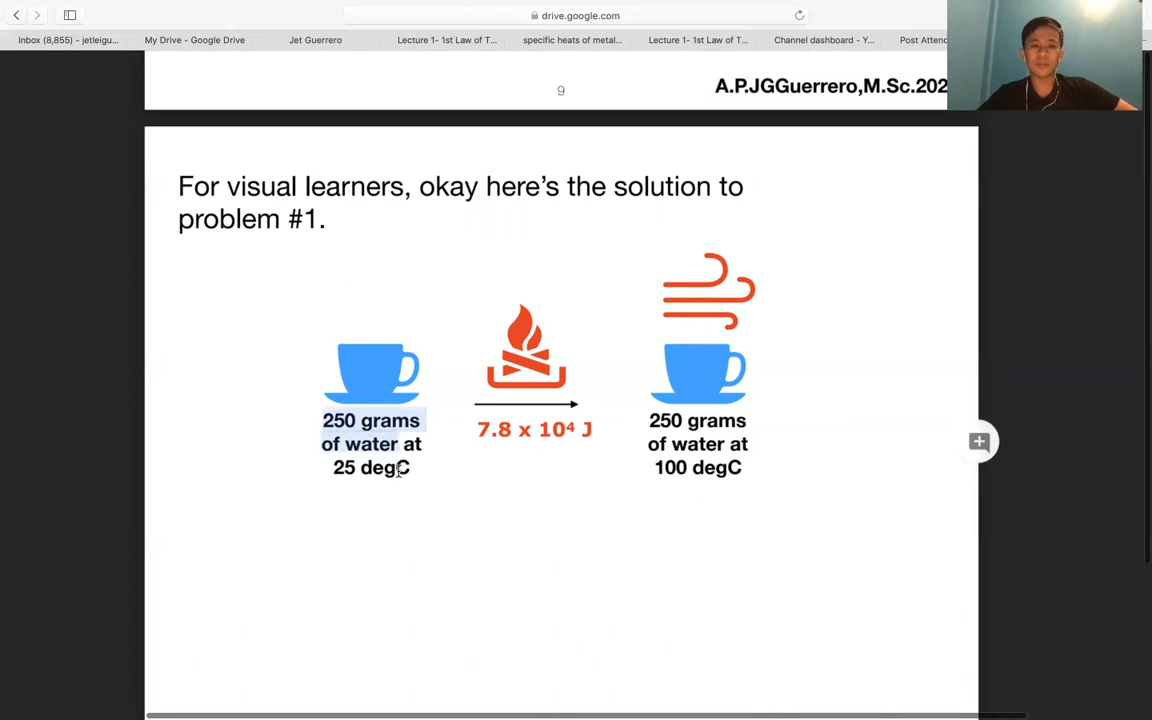 drive.google.com
Inbox (8,855) - jetleigu...
My Drive - Google Drive
Jet Guerrero
Lecture 1- 1st Law of T...
specific heats of metal...
Lecture 1- 1st Law of T...
Channel dashboard - Y...
Post Attend
9
A.P.JGGuerrero,M.Sc.202
For visual learners, okay here's the solution to
problem #1.
7.8 x 10⁴ J
250 grams
of water at
25 degC
250 grams
of water at
100 degC